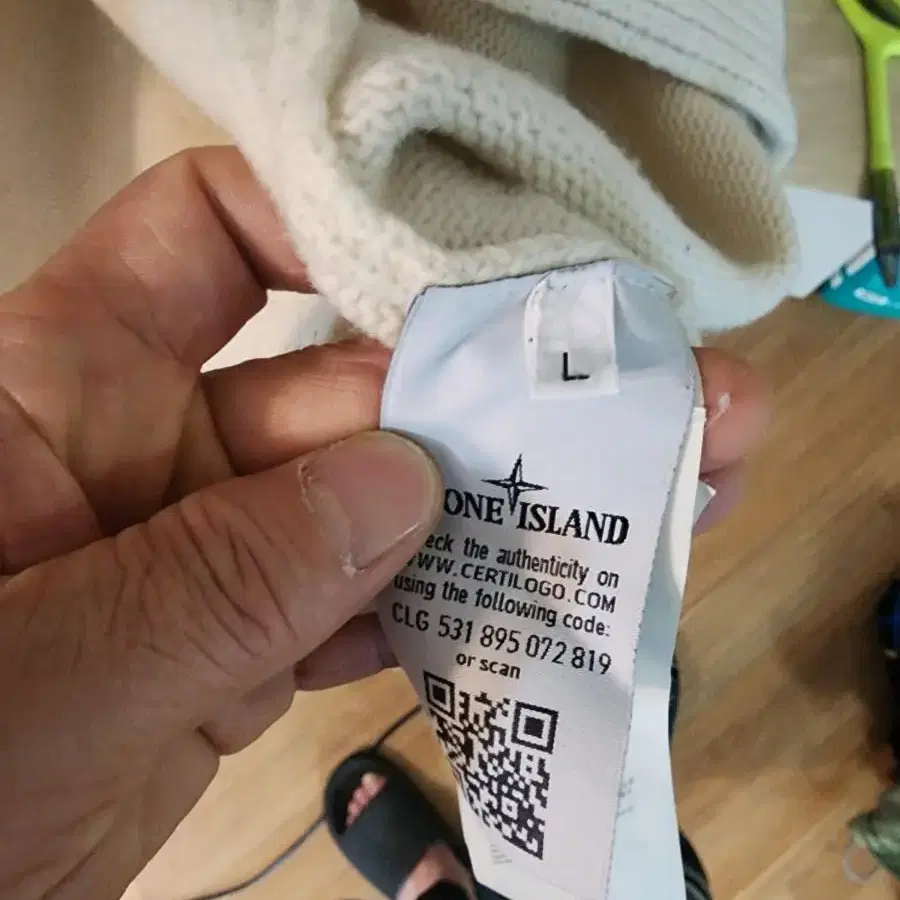 L
ONE ISLAND
eck the authenticity on
WWW.CERTILOGO.COM
using the following code:
CLG 531 895 072 819
or scan